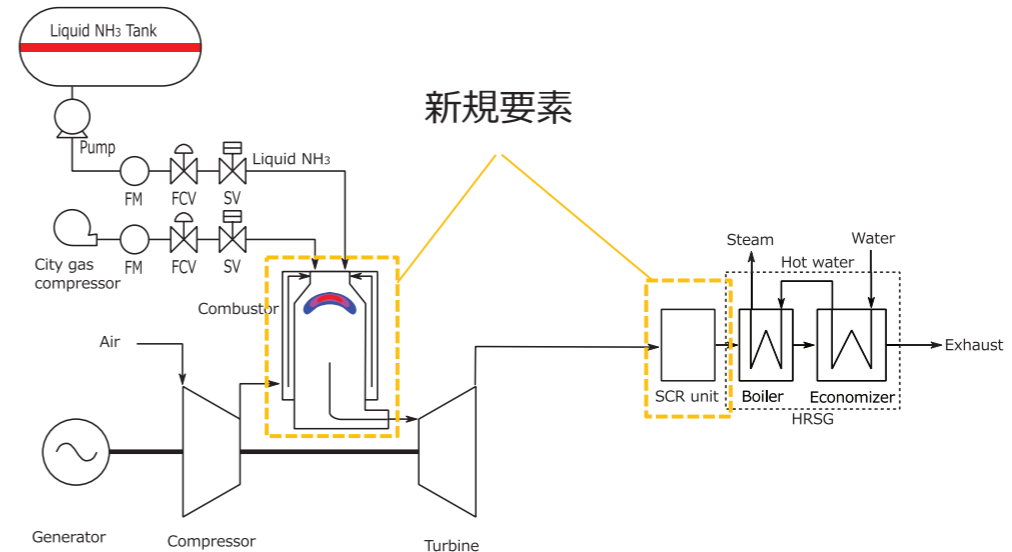 Liquid NH₃ Tank
新規要素
Pump
Liquid NH₃
FM
FCV
SV
City gas
compressor
FM
FCV
SV
Steam
Water
Hot water
Combustor
Air
Exhaust
SCR unit
Boiler
Economizer
HRSG
Generator
Compressor
Turbine